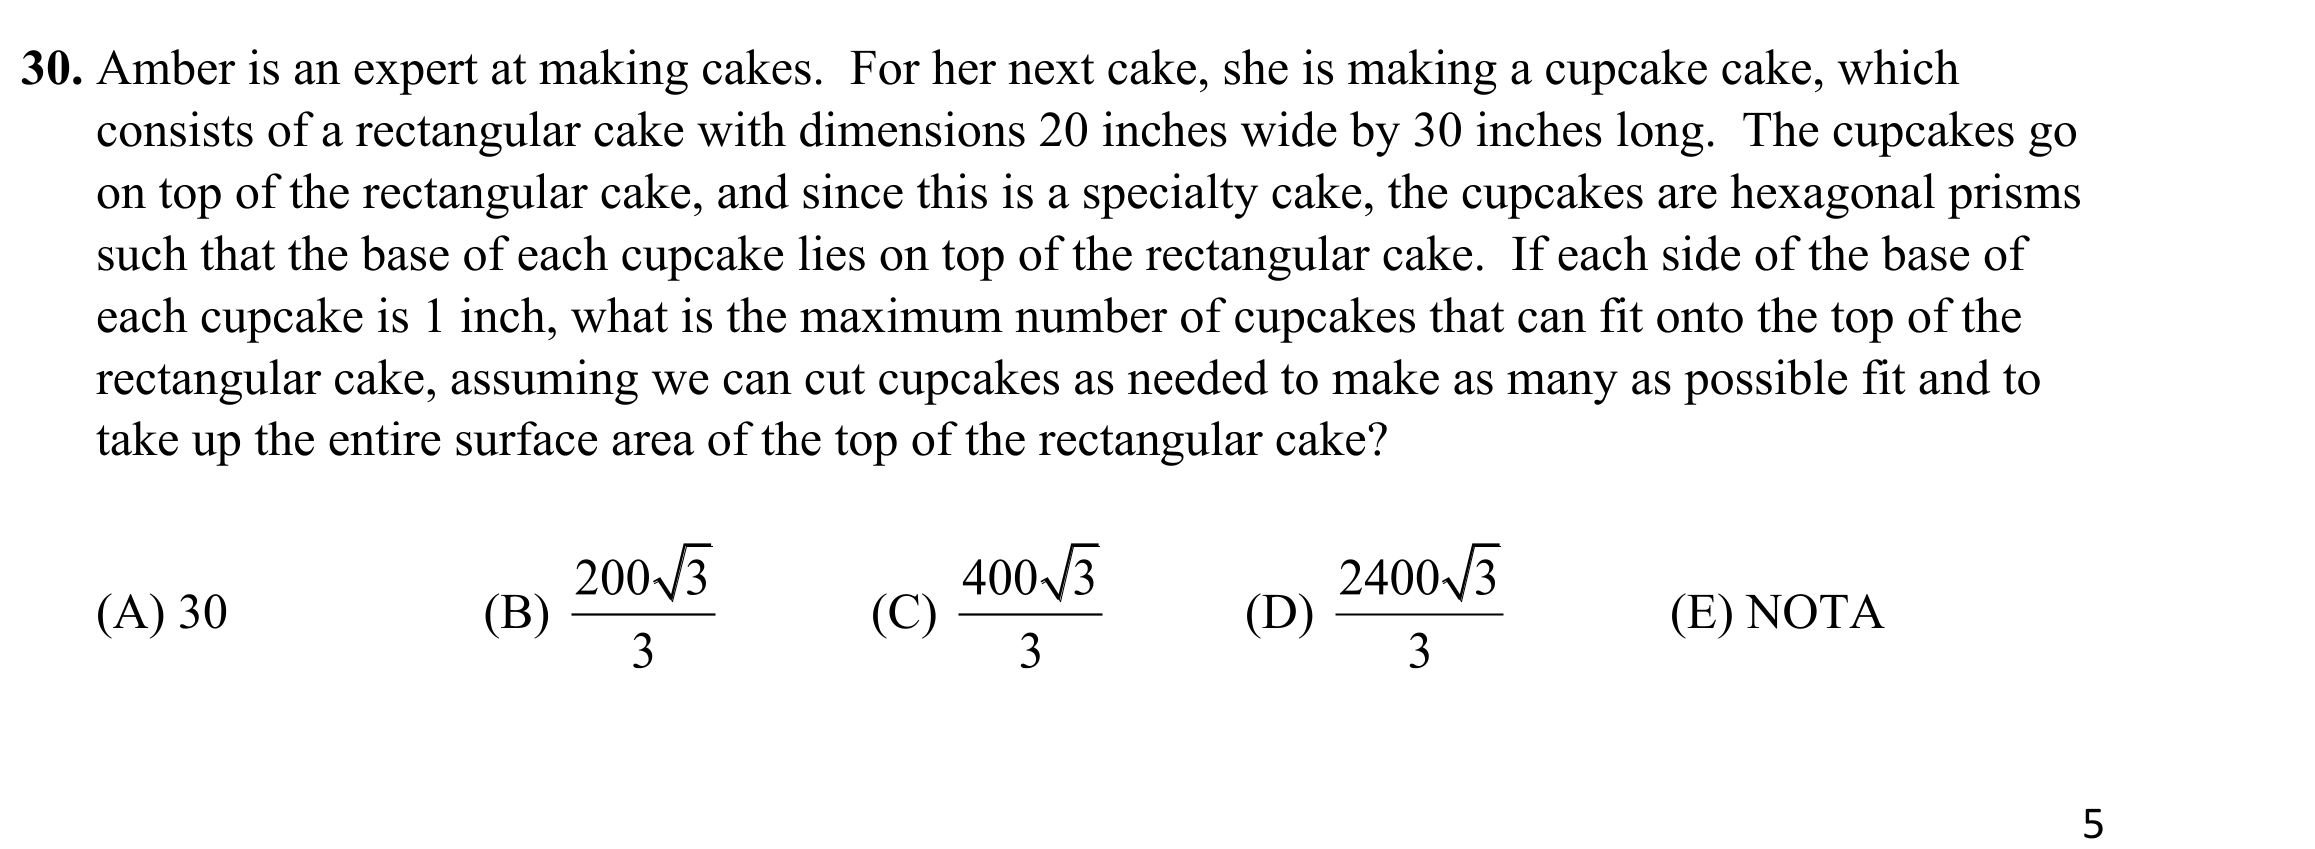 30. Amber is an expert at making cakes. For her next cake, she is making a cupcake cake, which
consists of a rectangular cake with dimensions 20 inches wide by 30 inches long. The cupcakes go
on top of the rectangular cake, and since this is a specialty cake, the cupcakes are hexagonal prisms
such that the base of each cupcake lies on top of the rectangular cake. If each side of the base of
each cupcake is 1 inch, what is the maximum number of cupcakes that can fit onto the top of the
rectangular cake, assuming we can cut cupcakes as needed to make as many as possible fit and to
take up the entire surface area of the top of the rectangular cake?
(A) 30 (B) 200√3/3 (C) 400√3/3 (D) 2400√3/3 (E) NOTA
5